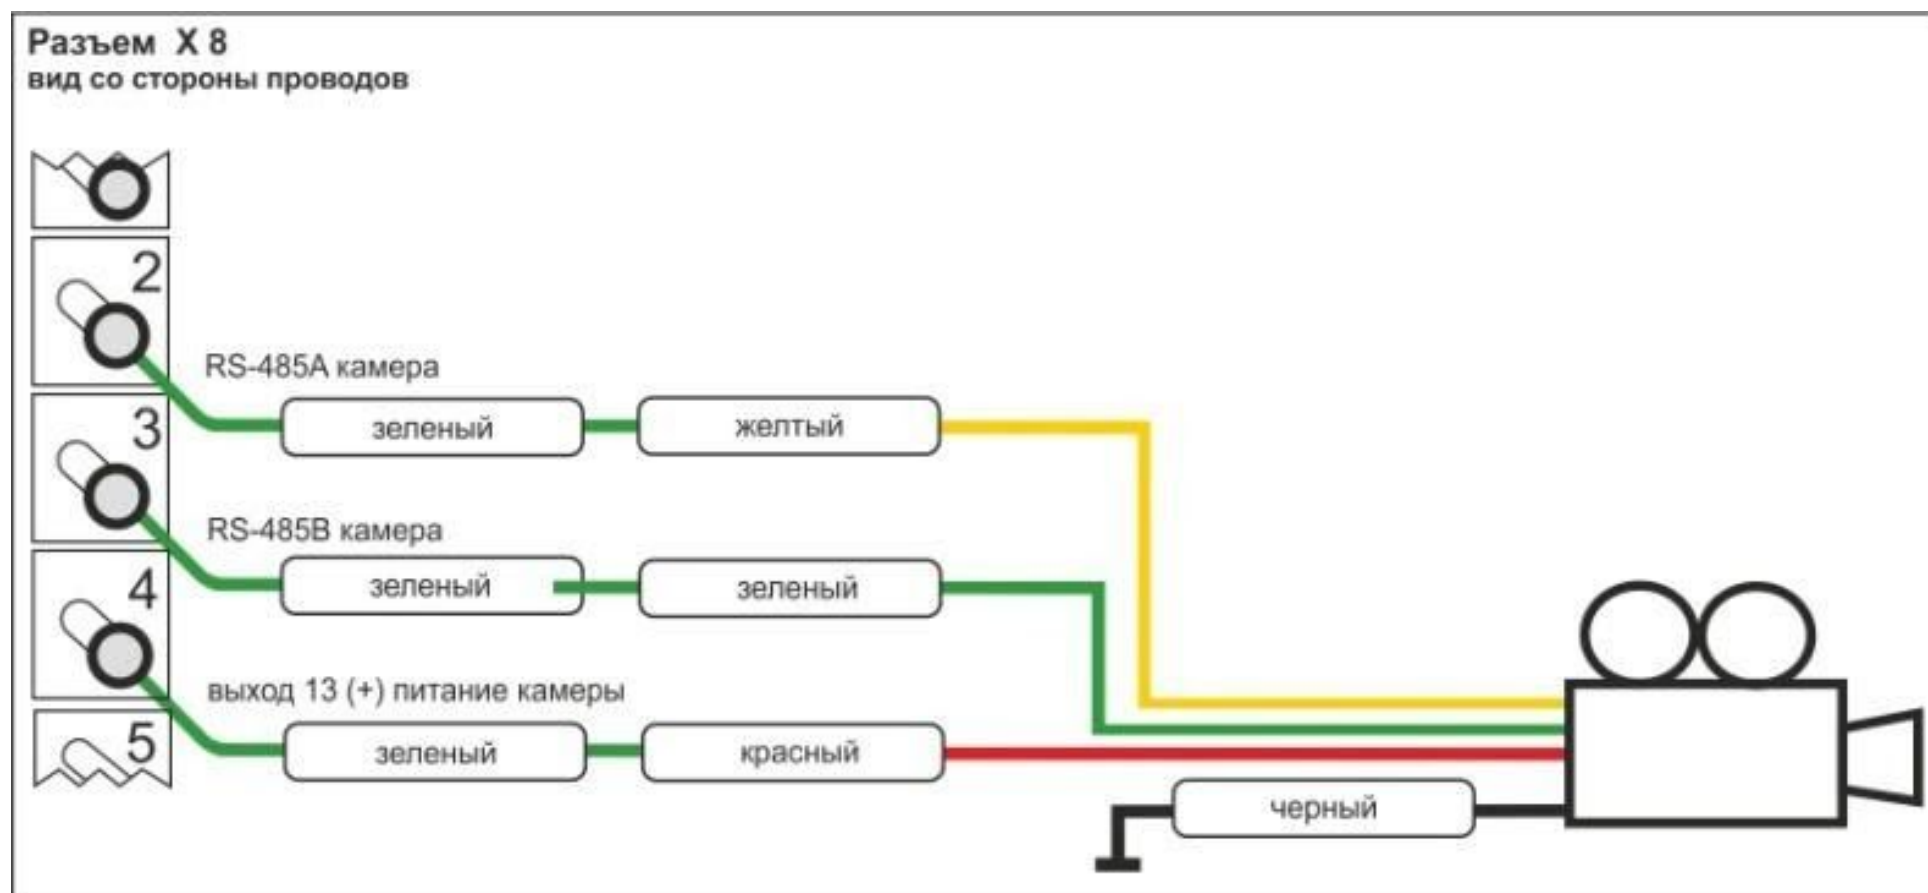 Разъем X 8
вид со стороны проводов
2
RS-485A камера
зеленый желтый
3
RS-485B камера
зеленый зеленый
4
выход 13 (+) питание камеры
5
зеленый красный
черный